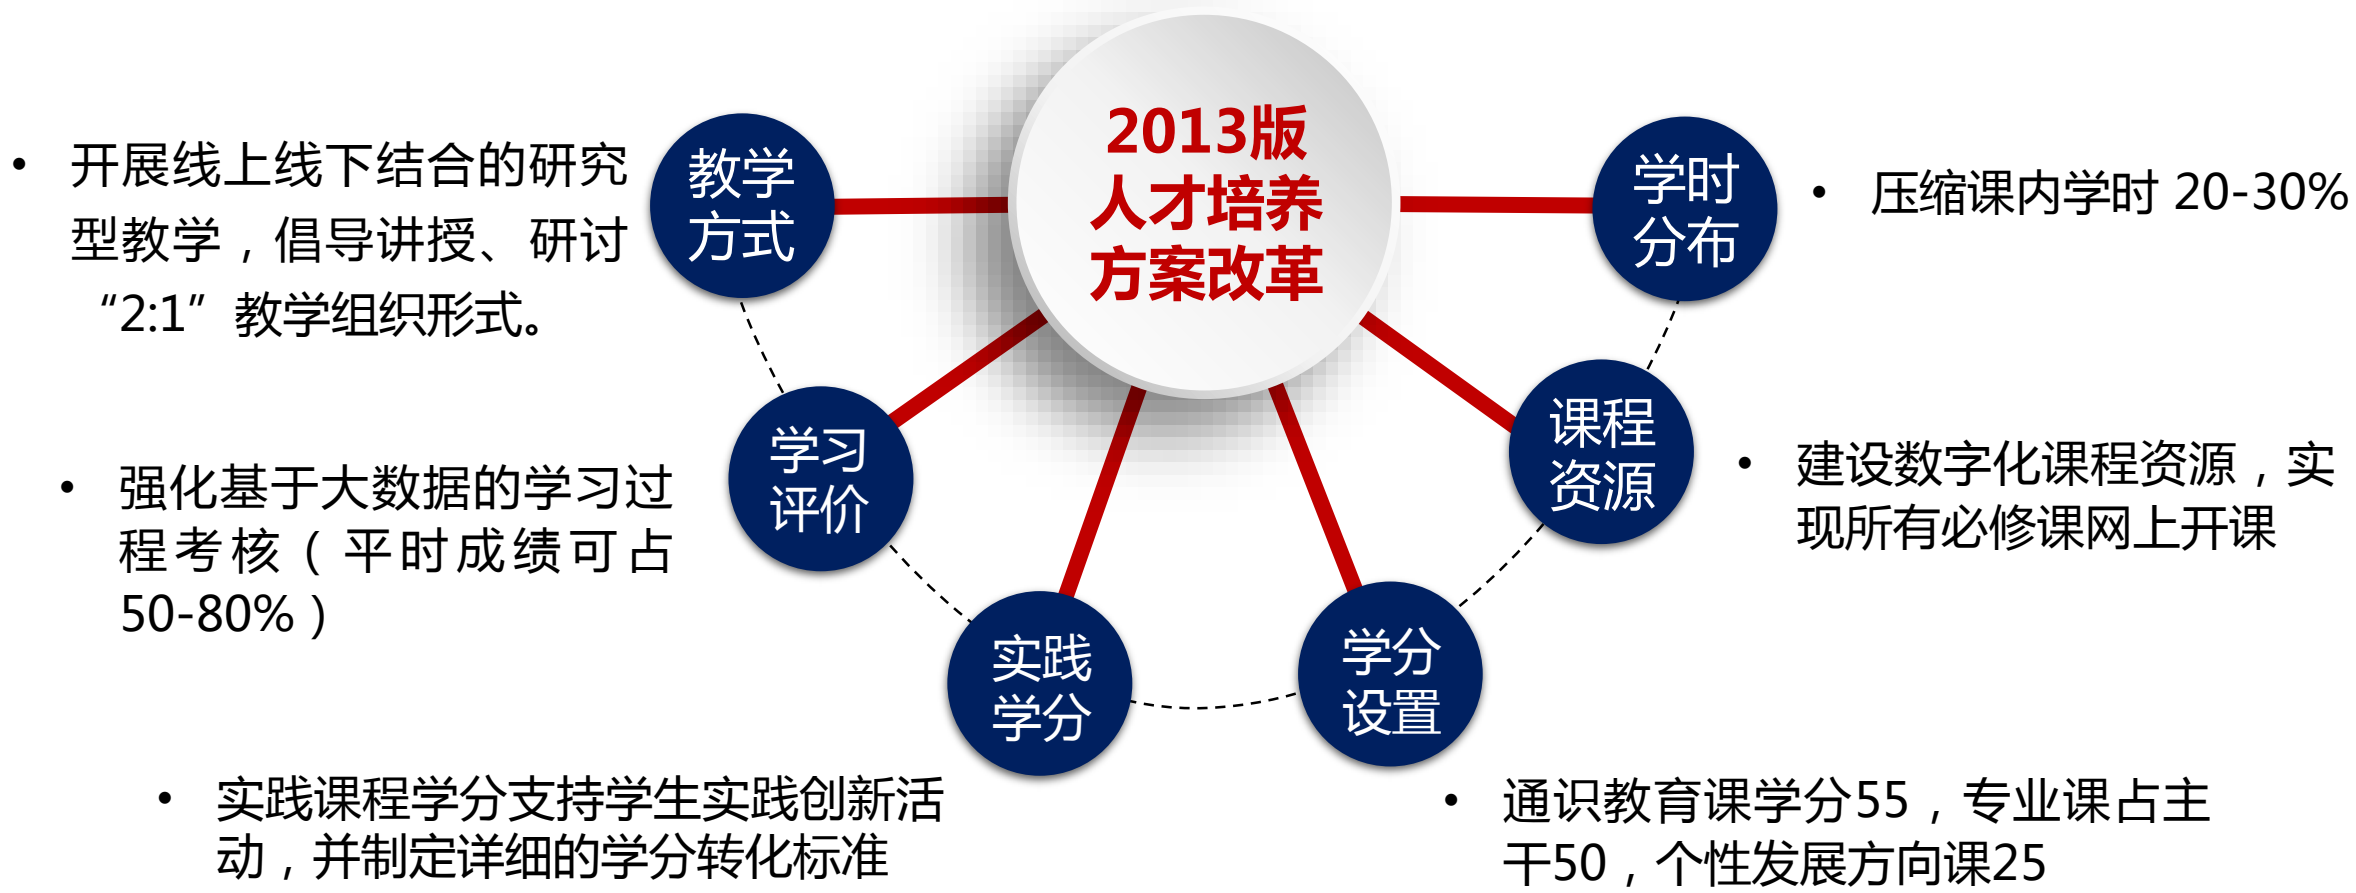 2013版
人才培养
方案改革
教学
方式
• 开展线上线下结合的研究
型教学，倡导讲授、研讨
“2:1”教学组织形式。
学习
评价
• 强化基于大数据的学习过
程考核（平时成绩可占
50-80%）
实践
学分
• 实践课程学分支持学生实践创新活
动，并制定详细的学分转化标准
学分
设置
• 通识教育课学分55，专业课占主
干50，个性发展方向课25
课程
资源
• 建设数字化课程资源，实
现所有必修课网上开课
学时
分布
• 压缩课内学时 20-30%